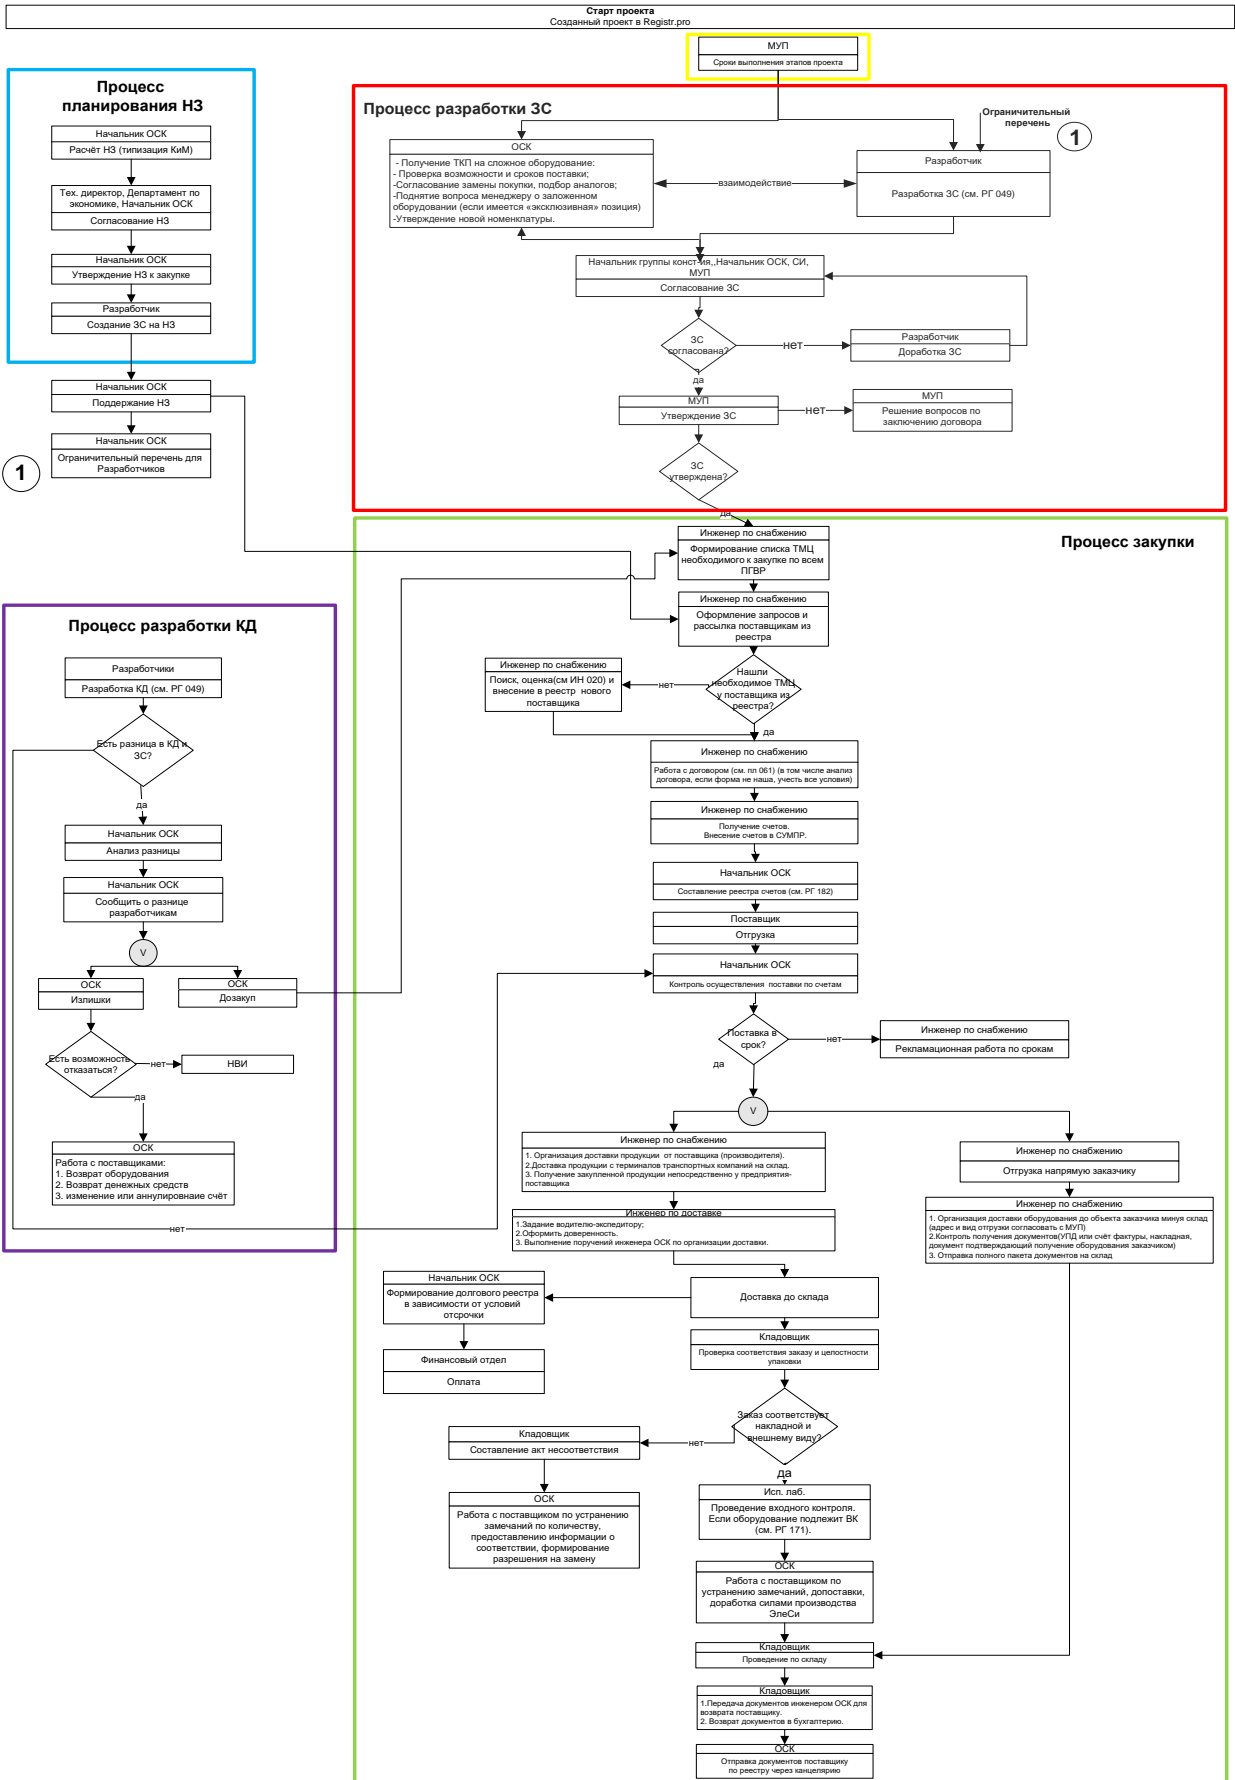 Старт проекта
Созданный проект в Registr.pro
МУП
Сроки выполнения этапов проекта
Процесс
планирования НЗ
Начальник ОСК
Расчёт НЗ (типизация КиМ)
Тех. директор, Департамент по
экономике, Начальник ОСК
Согласование НЗ
Начальник ОСК
Утверждение НЗ к закупке
Разработчик
Создание ЗС на НЗ
Начальник ОСК
Поддержание НЗ
Начальник ОСК
Ограничительный перечень для
Разработчиков
1
Процесс разработки ЗС
Ограничительный
перечень
1
ОСК
- Получение ТКП на сложное оборудование:
- Проверка возможности и сроков поставки;
-Согласование замены покупки, подбор аналогов;
-Поднятие вопроса менеджеру о заложенном
оборудовании (если имеется «эксклюзивная» позиция)
-Утверждение новой номенклатуры.
взаимодействие
Разработчик
Разработка ЗС (см. РГ 049)
Начальник группы конст-ия,,Начальник ОСК, СИ,
МУП
Согласование ЗС
ЗС
согласована?
нет
Разработчик
Доработка ЗС
да
МУП
Утверждение ЗС
нет
МУП
Решение вопросов по
заключению договора
ЗС
утверждена?
да
Процесс закупки
Инженер по снабжению
Формирование списка ТМЦ
необходимого к закупке по всем
ПГВР
Инженер по снабжению
Оформление запросов и
рассылка поставщикам из
реестра
Нашли
необходимое ТМЦ
у поставщика из
реестра?
нет
Инженер по снабжению
Поиск, оценка(см ИН 020) и
внесение в реестр нового
поставщика
да
Инженер по снабжению
Работа с договором (см. пл 061) (в том числе анализ
договора, если форма не наша, учесть все условия)
Инженер по снабжению
Получение счетов.
Внесение счетов в СУМПР.
Начальник ОСК
Составление реестра счетов (см. РГ 182)
Поставщик
Отгрузка
Начальник ОСК
Контроль осуществления поставки по счетам
Поставка в
срок?
нет
Инженер по снабжению
Рекламационная работа по срокам
да
V
Процесс разработки КД
Разработчики
Разработка КД (см. РГ 049)
Есть разница в КД и
ЗС?
да
Начальник ОСК
Анализ разницы
Начальник ОСК
Сообщить о разнице
разработчикам
V
ОСК
Излишки
ОСК
Дозакуп
Есть возможность
отказаться?
нет
НВИ
да
ОСК
Работа с поставщиками:
1. Возврат оборудования
2. Возврат денежных средств
3. изменение или аннулирвнаие счёт
нет
Инженер по снабжению
1. Организация доставки продукции от поставщика (производителя).
2.Доставка продукции с терминалов транспортных компаний на склад.
3. Получение закупленной продукции непосредственно у предприятия-
поставщика
Инженер по снабжению
Отгрузка напрямую заказчику
Инженер по снабжению
1. Организация доставки оборудования до объекта заказчика минуя склад
(адрес и вид отгрузки согласовать с МУП)
2.Контроль получения документов(УПД или счёт фактуры, накладная,
документ подтверждающий получение оборудования заказчиком)
3. Отправка полного пакета документов на склад
Инженер по доставке
1.Задание водителю-экспедитору;
2.Оформить доверенность.
3. Выполнение поручений инженера ОСК по организации доставки.
Начальник ОСК
Формирование долгового реестра
в зависимости от условий
отсрочки
Доставка до склада
Финансовый отдел
Оплата
Кладовщик
Проверка соответствия заказу и целостности
упаковки
Заказ соответствует
накладной и
внешнему виду?
нет
Кладовщик
Составление акт несоответствия
ОСК
Работа с поставщиком по устранению
замечаний по количеству,
предоставлению информации о
соответствии, формирование
разрешения на замену
да
Исп. лаб.
Проведение входного контроля.
Если оборудование подлежит ВК
(см. РГ 171).
ОСК
Работа с поставщиком по
устранению замечаний, допоставки,
доработка силами производства
ЭлеСи
Кладовщик
Проведение по складу
Кладовщик
1.Передача документов инженером ОСК для
возврата поставщику.
2. Возврат документов в бухгалтерию.
ОСК
Отправка документов поставщику
по реестру через канцелярию